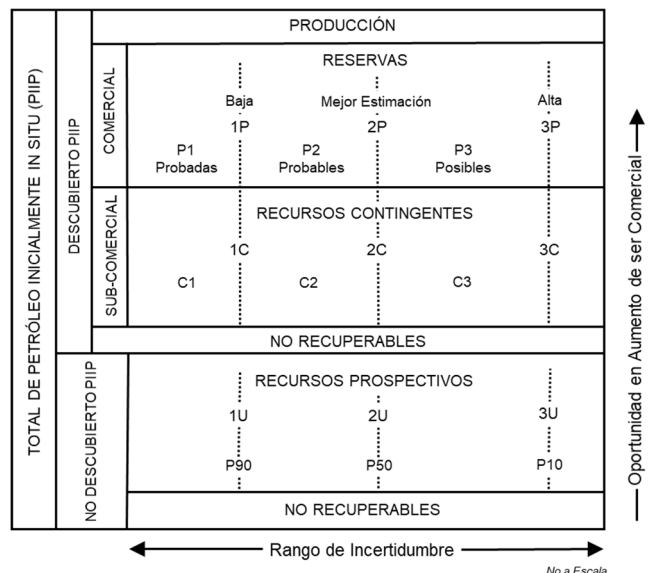 PRODUCCIÓN
TOTAL DE PETRÓLEO INICIALMENTE IN SITU (PIIP)
DESCUBIERTO PIIP
COMERCIAL
RESERVAS
Baja Mejor Estimación Alta
1P 2P 3P
P1 P2 P3
Probadas Probables Posibles
SUB-COMERCIAL
RECURSOS CONTINGENTES
1C 2C 3C
C1 C2 C3
NO RECUPERABLES
NO DESCUBIERTO PIIP
RECURSOS PROSPECTIVOS
1U 2U 3U
P90 P50 P10
NO RECUPERABLES
Oportunidad en Aumento de ser Comercial
Rango de Incertidumbre
No a Escala